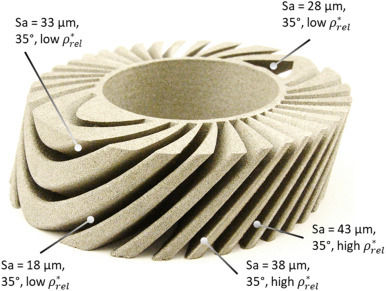 Sa = 33 µm,
35°, low ρ*rel
Sa = 28 µm,
35°, low ρ*rel
Sa = 18 µm,
35°, low ρ*rel
Sa = 38 µm,
35°, high ρ*rel
Sa = 43 µm,
35°, high ρ*rel